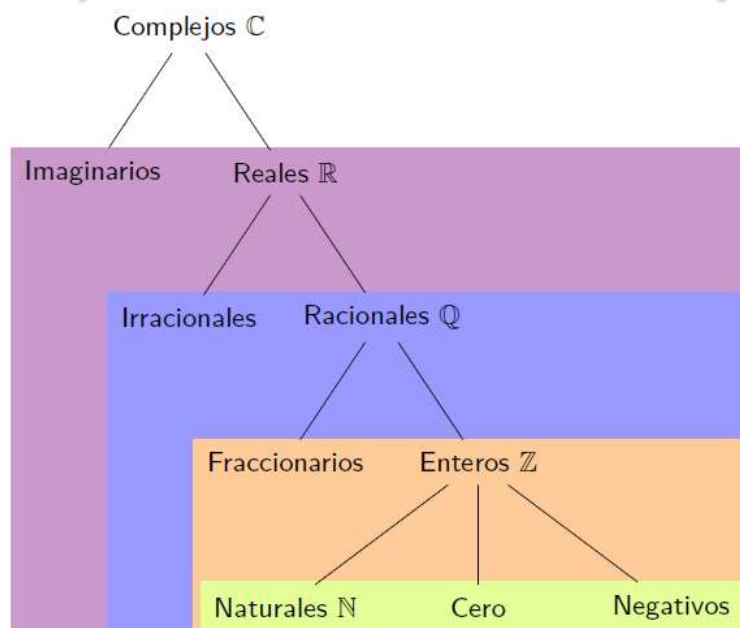 Complejos ℂ
Imaginarios Reales ℝ
Irracionales Racionales ℚ
Fraccionarios Enteros ℤ
Naturales ℕ Cero Negativos